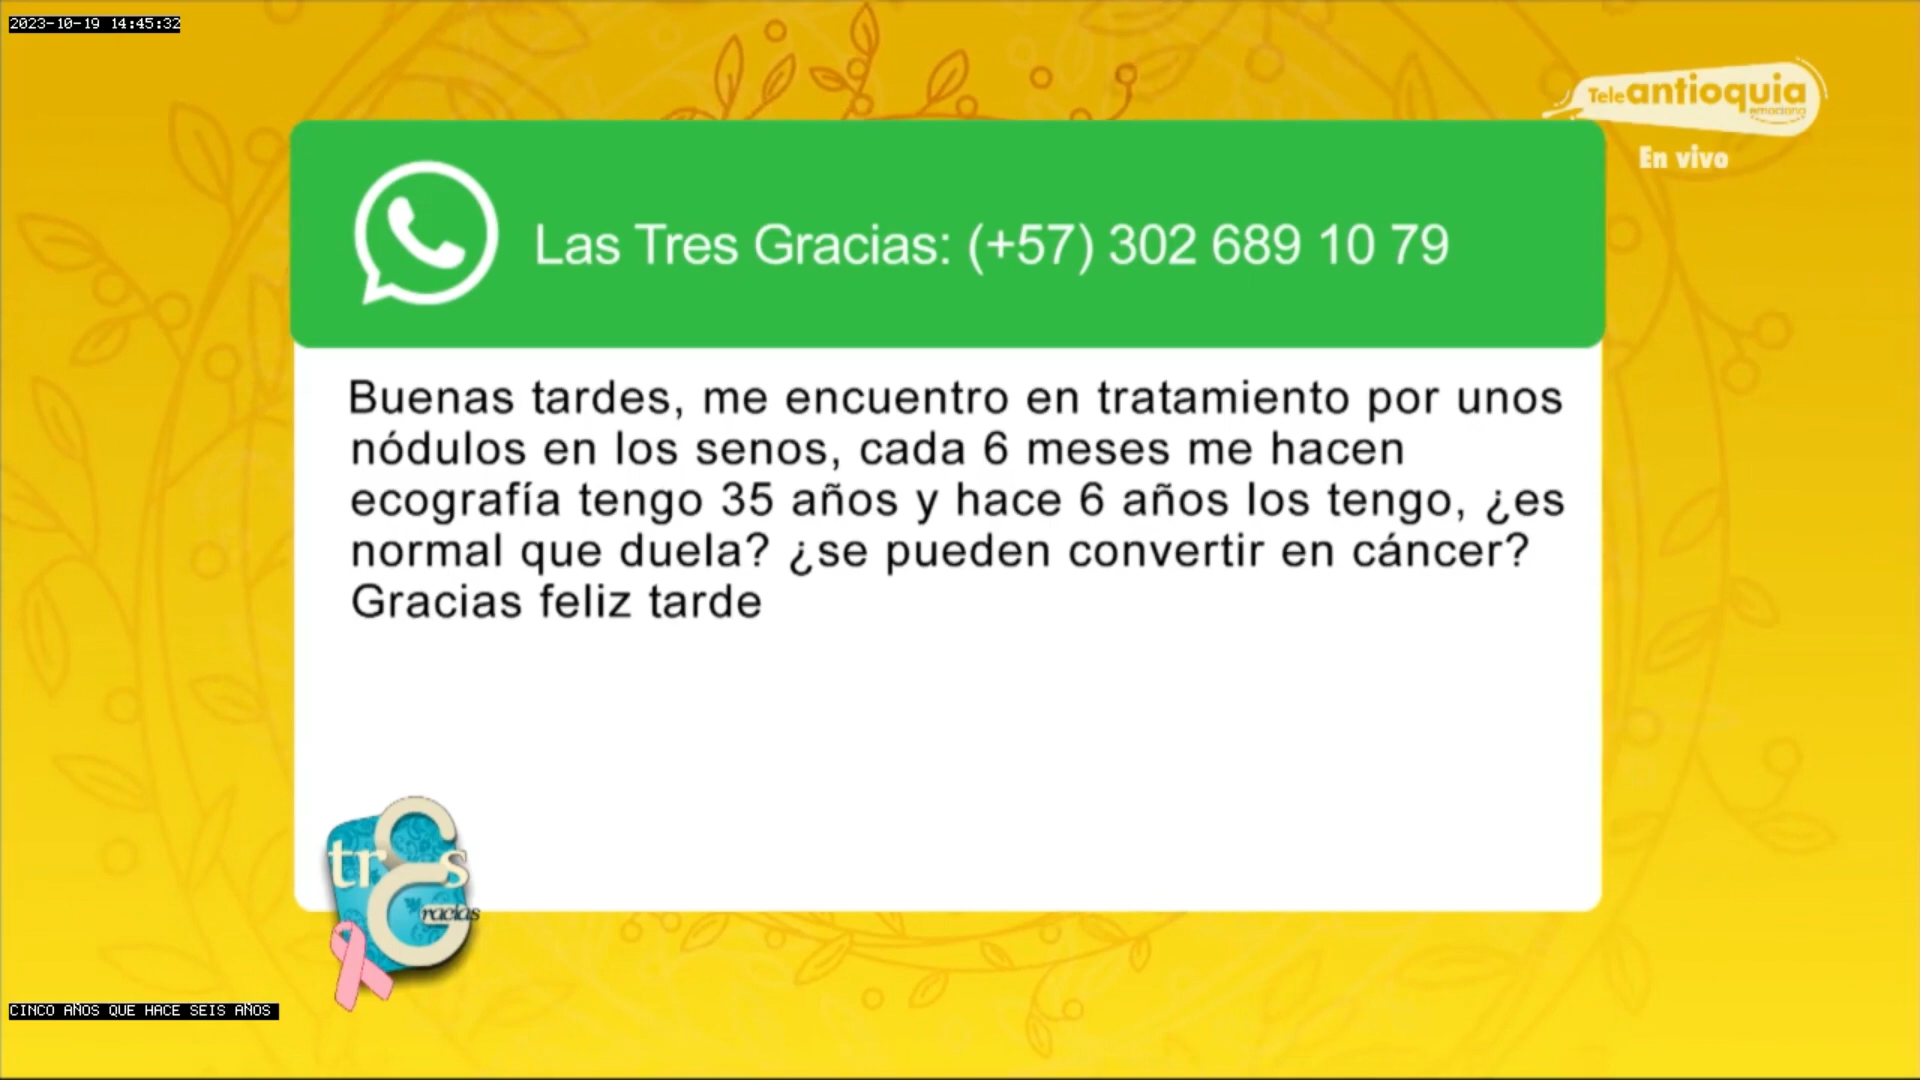 2023-10-19 14:45:32
Teleantioquia
En vivo
Las Tres Gracias: (+57) 302 689 10 79
Buenas tardes, me encuentro en tratamiento por unos
nódulos en los senos, cada 6 meses me hacen
ecografía tengo 35 años y hace 6 años los tengo, ¿es
normal que duela? ¿se pueden convertir en cáncer?
Gracias feliz tarde
tres
Gracias
CINCO AÑOS QUE HACE SEIS AÑOS